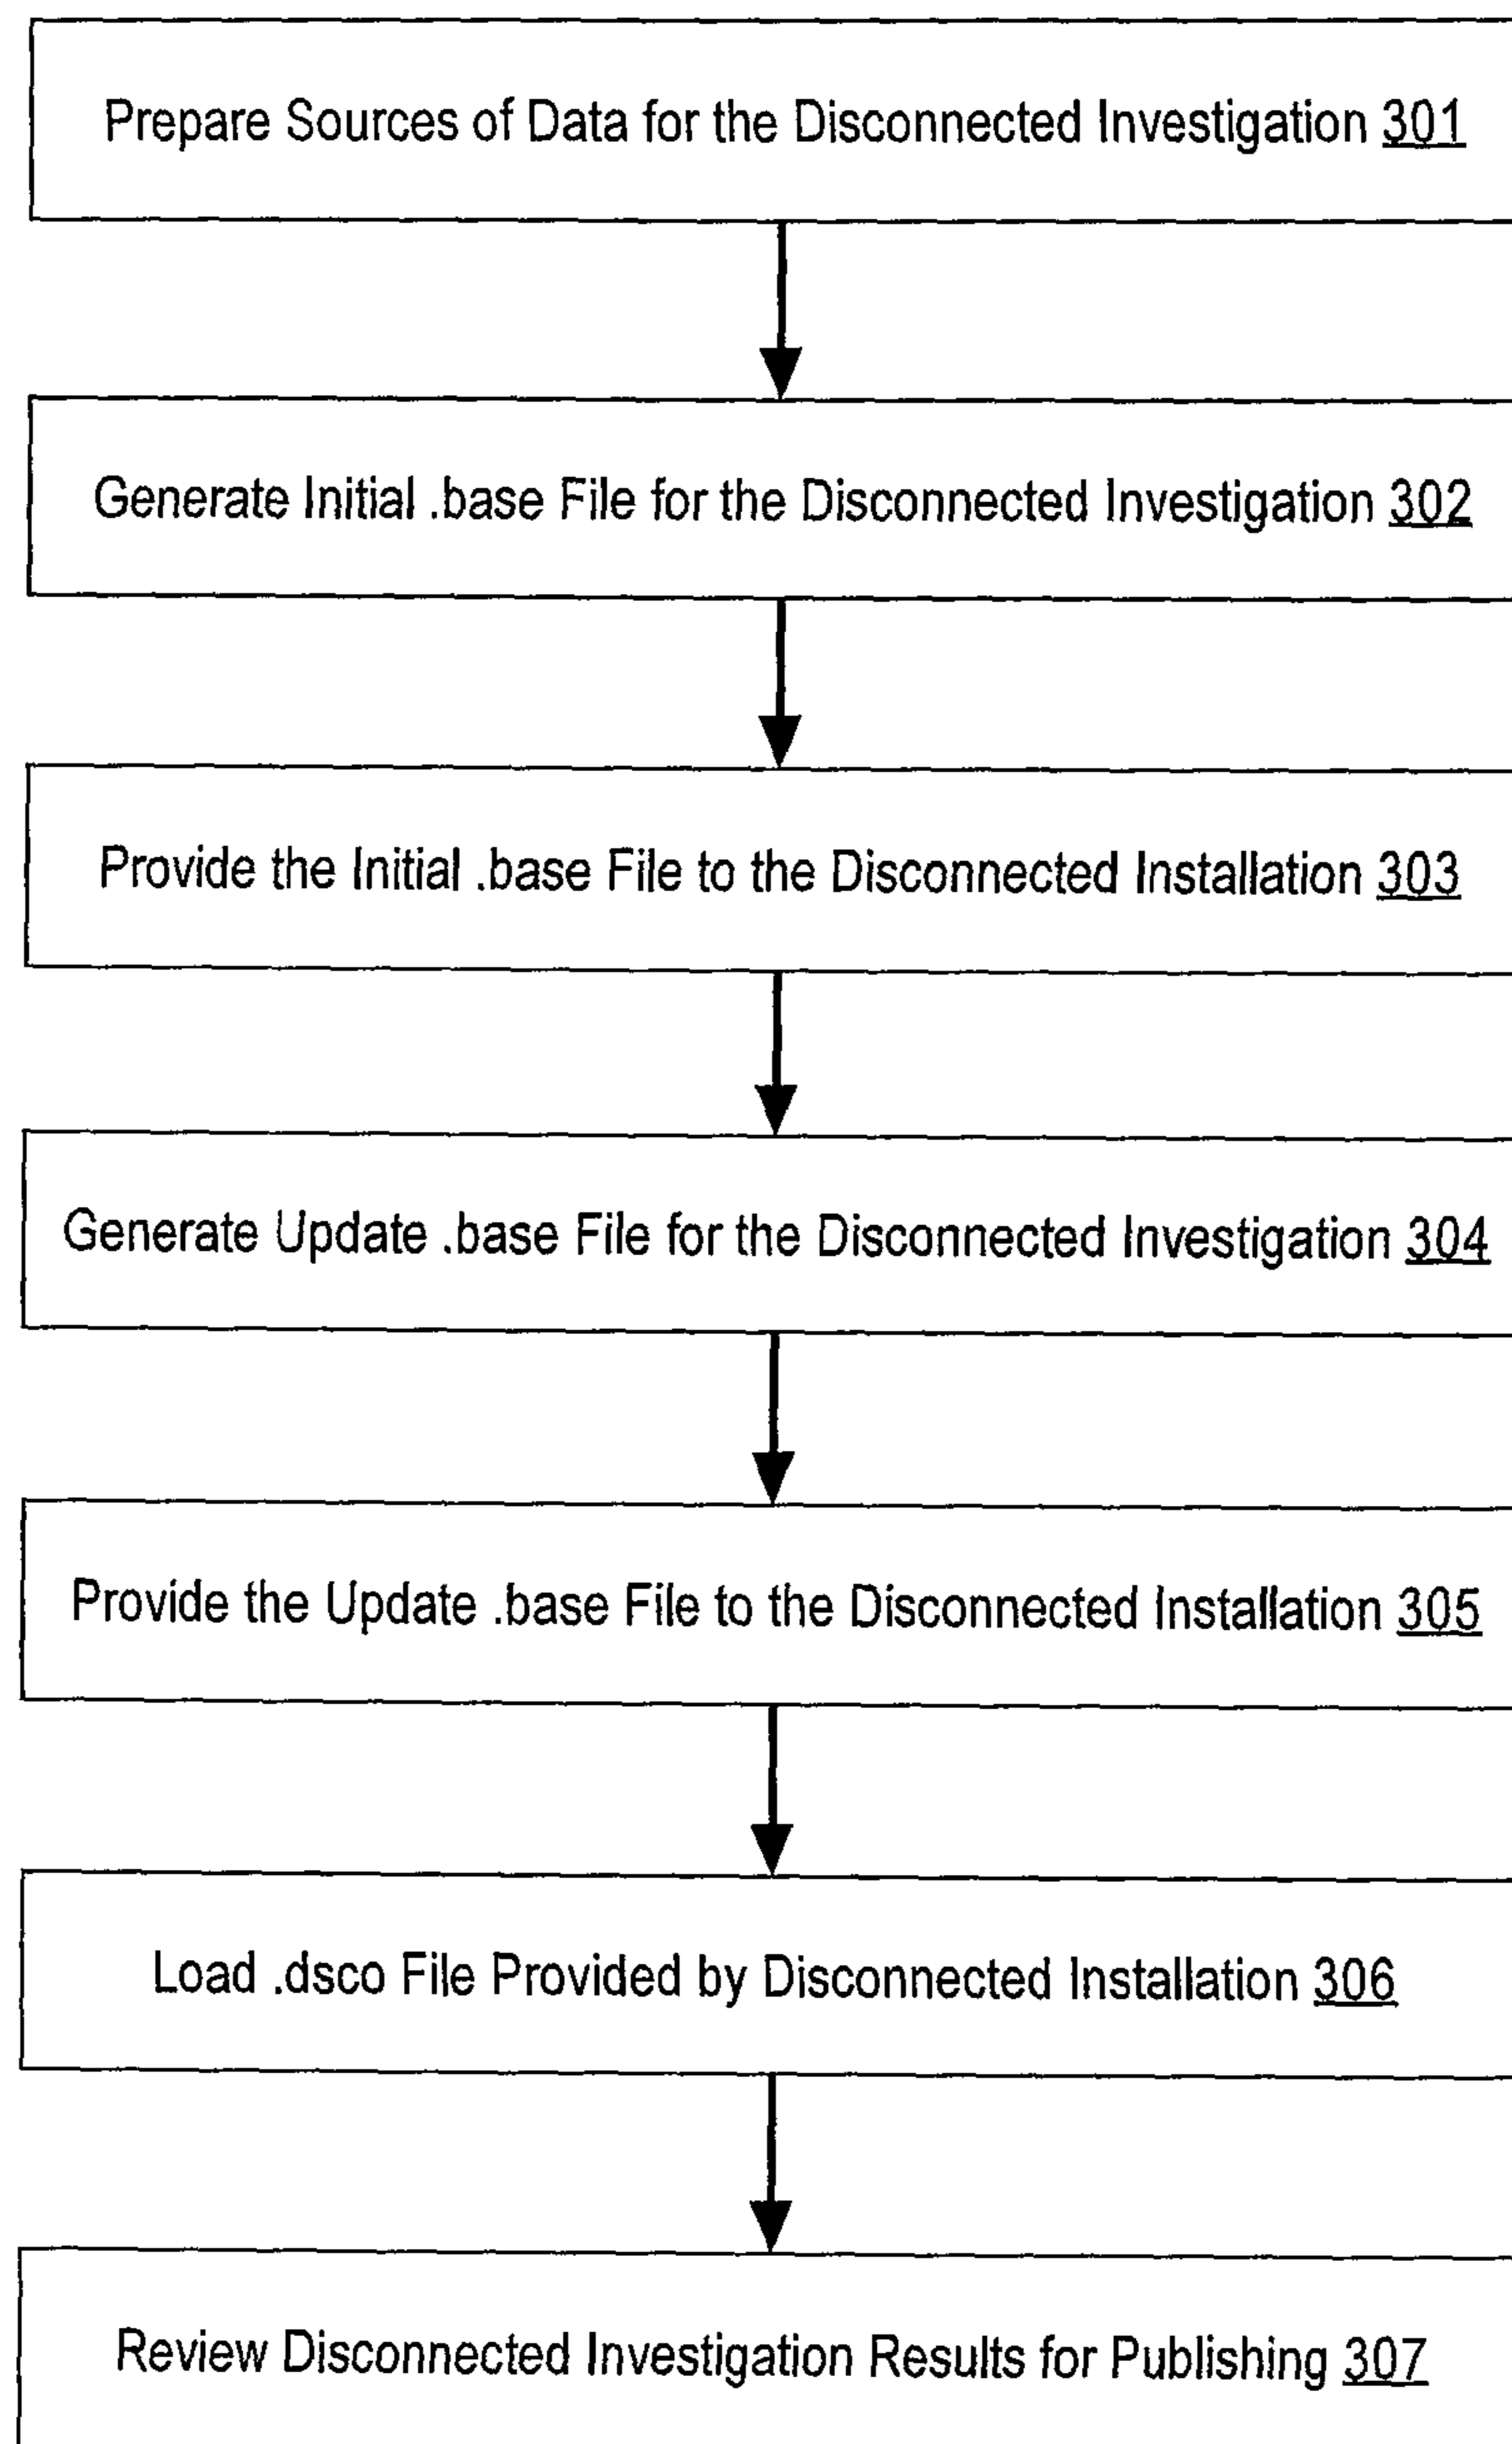 Prepare Sources of Data for the Disconnected Investigation 301
Generate Initial .base File for the Disconnected Investigation 302
Provide the Initial .base File to the Disconnected Installation 303
Generate Update .base File for the Disconnected Investigation 304
Provide the Update .base File to the Disconnected Installation 305
Load .dsco File Provided by Disconnected Installation 306
Review Disconnected Investigation Results for Publishing 307